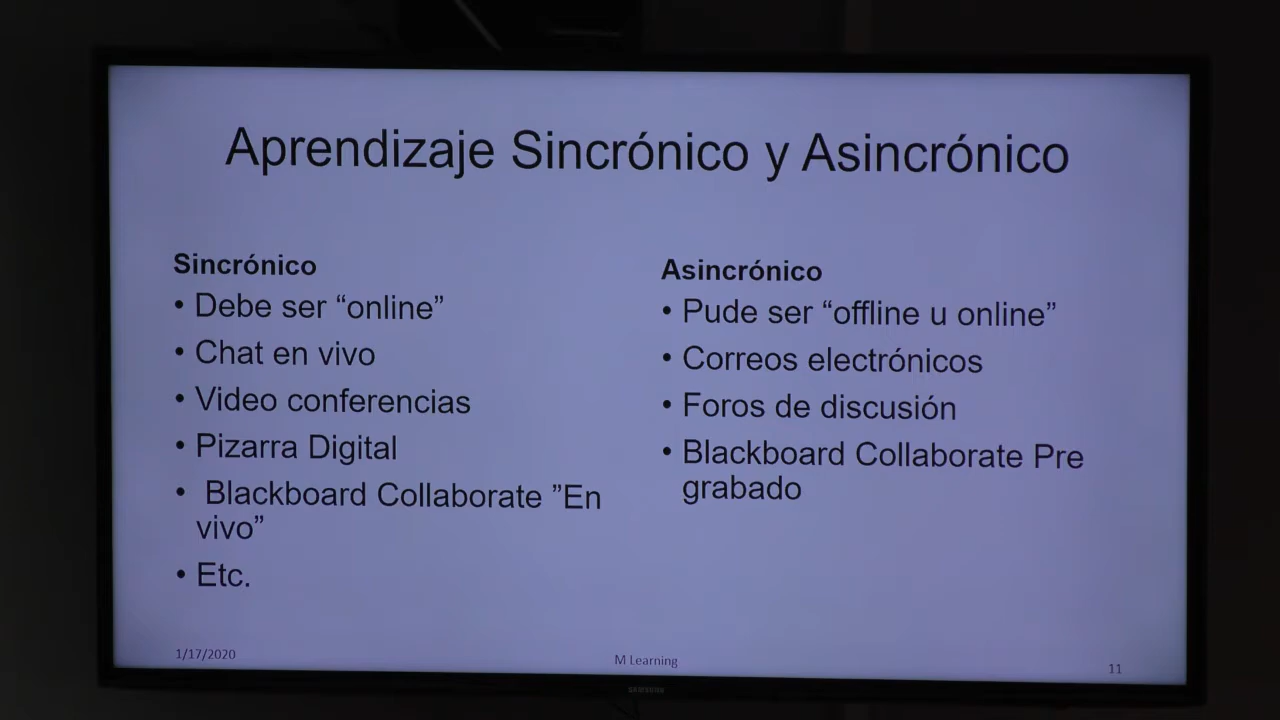 Aprendizaje Sincrónico y Asincrónico
Sincrónico
• Debe ser “online”
• Chat en vivo
• Video conferencias
• Pizarra Digital
• Blackboard Collaborate ”En
vivo”
• Etc.
Asincrónico
• Pude ser “offline u online”
• Correos electrónicos
• Foros de discusión
• Blackboard Collaborate Pre
grabado
1/17/2020
M Learning
11
SAMSUNG